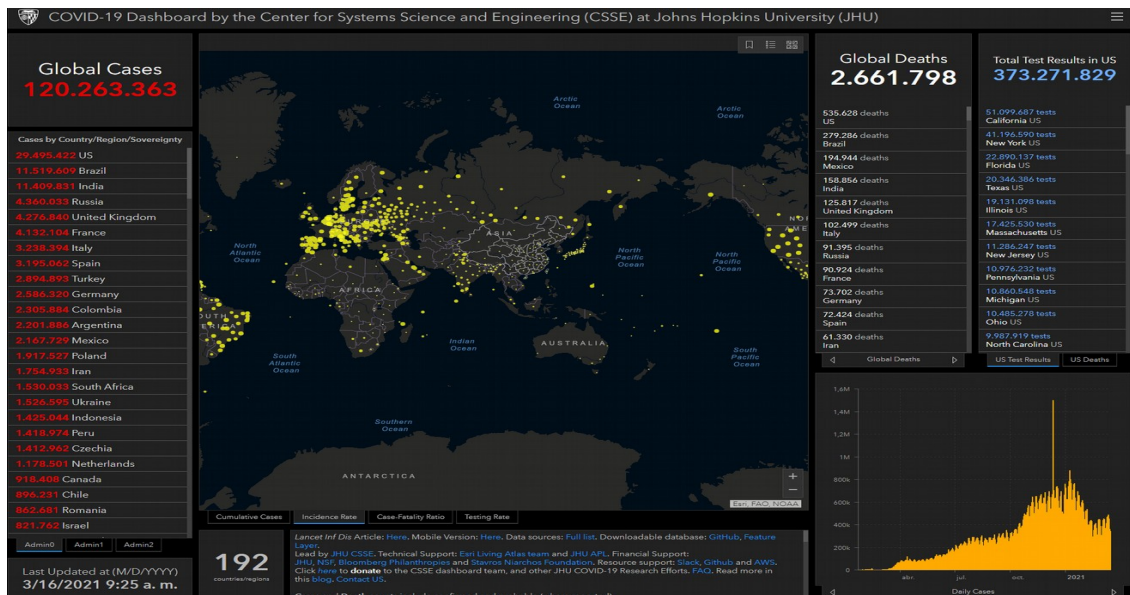 COVID-19 Dashboard by the Center for Systems Science and Engineering (CSSE) at Johns Hopkins University (JHU)
Global Cases
120.263.363
Cases by Country/Region/Sovereignty
29.495.422 US
11.519.609 Brazil
11.409.831 India
4.360.033 Russia
4.276.840 United Kingdom
4.132.104 France
3.238.394 Italy
3.195.062 Spain
2.894.893 Turkey
2.586.320 Germany
2.305.884 Colombia
2.201.886 Argentina
2.167.729 Mexico
1.917.527 Poland
1.754.933 Iran
1.530.033 South Africa
1.526.595 Ukraine
1.425.044 Indonesia
1.418.974 Peru
1.412.962 Czechia
1.178.501 Netherlands
918.408 Canada
896.231 Chile
862.681 Romania
821.762 Israel
Admin0 Admin1 Admin2
Last Updated at (M/D/YYYY)
3/16/2021 9:25 a. m.
Arctic
Ocean
Arctic
Ocean
ASIA
North
Atlantic
Ocean
North
Pacific
Ocean
North
Pacific
Ocean
AFRICA
Indian
Ocean
AUSTRALIA
South
Atlantic
Ocean
South
Pacific
Ocean
Southern
Ocean
ANTARCTICA
+
−
Esri, FAO, NOAA
Cumulative Cases Incidence Rate Case-Fatality Ratio Testing Rate
192
countries/regions
Lancet Inf Dis Article: Here. Mobile Version: Here. Data sources: Full list. Downloadable database: GitHub, Feature
Layer.
Lead by JHU CSSE. Technical Support: Esri Living Atlas team and JHU APL. Financial Support:
JHU, NSF, Bloomberg Philanthropies and Stavros Niarchos Foundation. Resource support: Slack, Github and AWS.
Click here to donate to the CSSE dashboard team, and other JHU COVID-19 Research Efforts. FAQ. Read more in
this blog. Contact US.
Global Deaths
2.661.798
535.628 deaths
US
279.286 deaths
Brazil
194.944 deaths
Mexico
158.856 deaths
India
125.817 deaths
United Kingdom
102.499 deaths
Italy
91.395 deaths
Russia
90.924 deaths
France
73.702 deaths
Germany
72.424 deaths
Spain
61.330 deaths
Iran
Global Deaths
Total Test Results in US
373.271.829
51.099.687 tests
California US
41.196.590 tests
New York US
22.890.137 tests
Florida US
20.346.386 tests
Texas US
19.131.098 tests
Illinois US
17.425.530 tests
Massachusetts US
11.286.247 tests
New Jersey US
10.976.232 tests
Pennsylvania US
10.860.548 tests
Michigan US
10.485.278 tests
Ohio US
9.987.919 tests
North Carolina US
US Test Results US Deaths
1,6M
1,4M
1,2M
1M
800k
600k
400k
200k
0
abr. jul. oct. 2021
Daily Cases